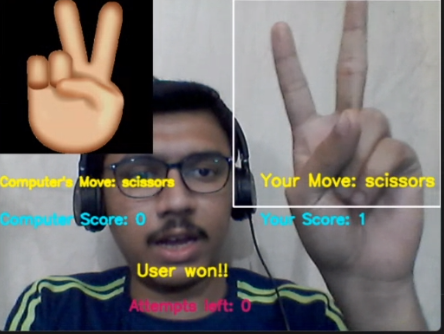 Computer's Move: scissors
Your Move: scissors
Computer Score: 0
Your Score: 1
User won!!
Attempts left: 0